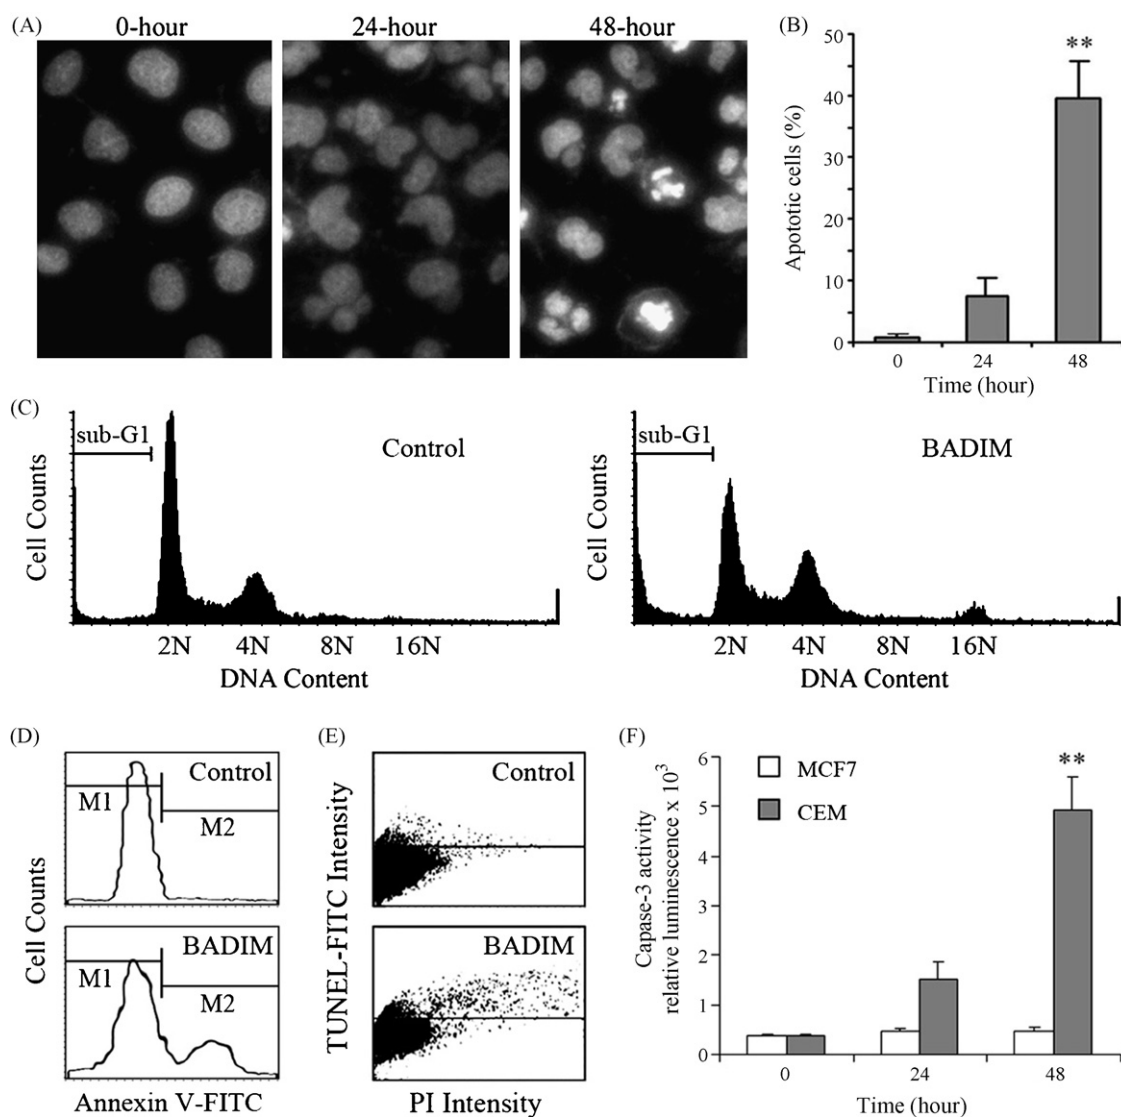 (A)
0-hour 24-hour 48-hour
(B)
50
40
30
20
10
0
Apototic cells (%)
**
0 24 48
Time (hour)
(C)
sub-G1
Control
Cell Counts
2N 4N 8N 16N
DNA Content
sub-G1
BADIM
Cell Counts
2N 4N 8N 16N
DNA Content
(D)
Control
M1
M2
BADIM
M1
M2
Cell Counts
Annexin V-FITC
(E)
Control
BADIM
TUNEL-FITC Intensity
PI Intensity
(F)
6
5
4
3
2
1
0
Capase-3 activity
relative luminescence x 10³
MCF7
CEM
**
0 24 48
Time (hour)